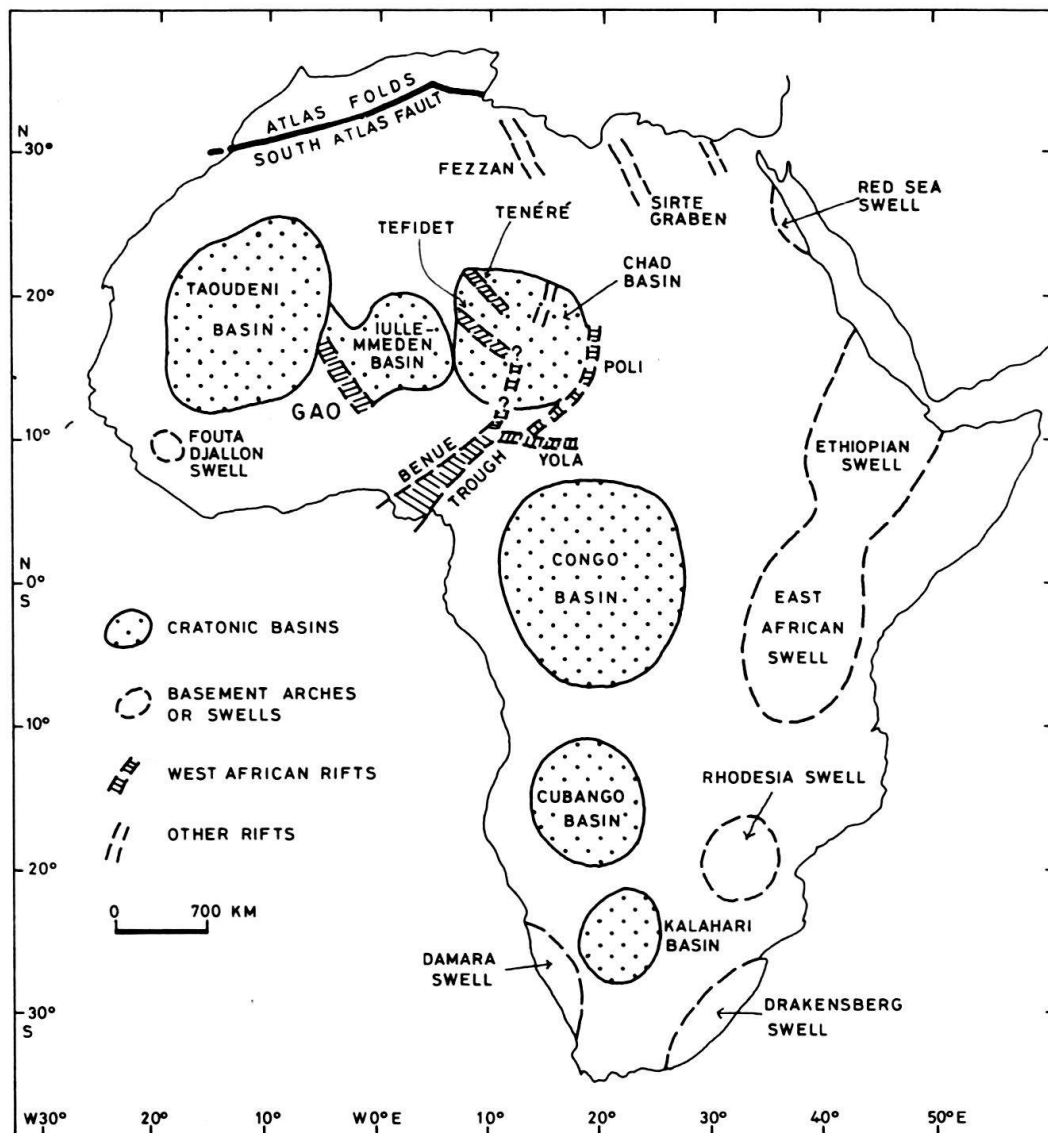 ATLAS FOLDS
SOUTH ATLAS FAULT
N
30°
FEZZAN
SIRTE
GRABEN
RED SEA
SWELL
TENÉRÉ
TEFIDET
CHAD
BASIN
20°
TAOUDENI
BASIN
IULLE-
MMEDEN
BASIN
?
POLI
GAO
?
10°
FOUTA
DJALLON
SWELL
BENUE
TROUGH
YOLA
ETHIOPIAN
SWELL
N
0°
S
CONGO
BASIN
EAST
AFRICAN
SWELL
CRATONIC BASINS
BASEMENT ARCHES
OR SWELLS
10°
WEST AFRICAN RIFTS
RHODESIA SWELL
CUBANGO
BASIN
OTHER RIFTS
20°
0 700 KM
KALAHARI
BASIN
DAMARA
SWELL
DRAKENSBERG
SWELL
30°
S
W30° 20° 10° W0°E 10° 20° 30° 40° 50°E